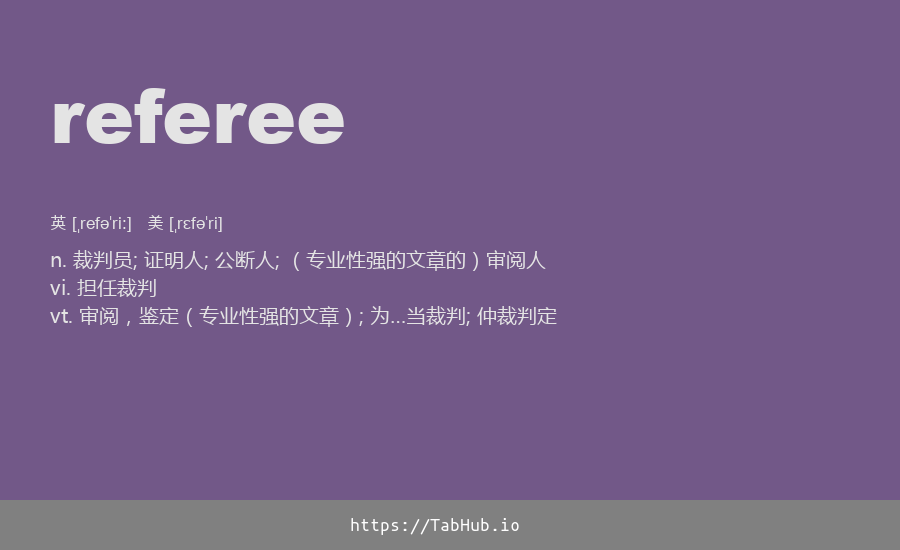 referee
英 [ˌrefəˈriː] 美 [ˌrɛfəˈri]
n. 裁判员; 证明人; 公断人; （专业性强的文章的）审阅人
vi. 担任裁判
vt. 审阅，鉴定（专业性强的文章）; 为…当裁判; 仲裁判定
https://TabHub.io